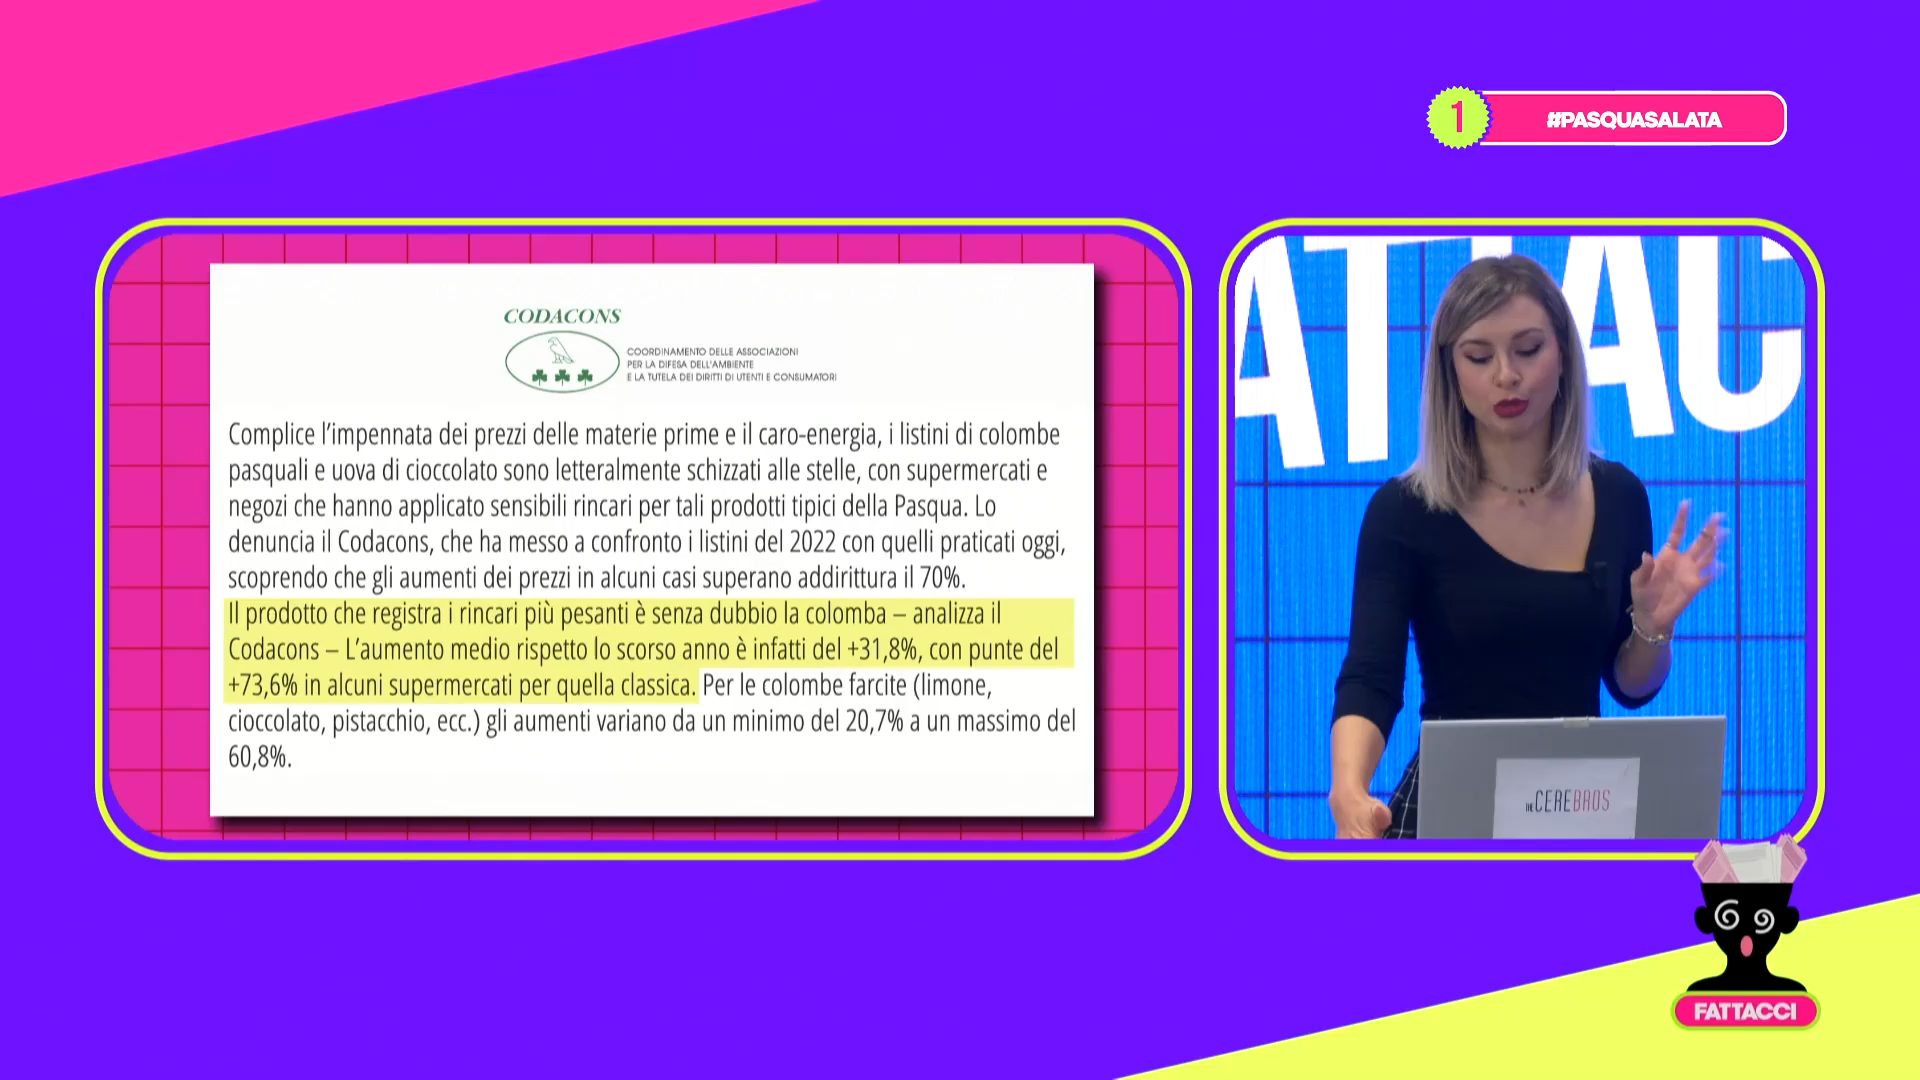 1
#PASQUASALATA
CODACONS
COORDINAMENTO DELLE ASSOCIAZIONI
PER LA DIFESA DELL'AMBIENTE
E LA TUTELA DEI DIRITTI DI UTENTI E CONSUMATORI
Complice l’impennata dei prezzi delle materie prime e il caro-energia, i listini di colombe
pasquali e uova di cioccolato sono letteralmente schizzati alle stelle, con supermercati e
negozi che hanno applicato sensibili rincari per tali prodotti tipici della Pasqua. Lo
denuncia il Codacons, che ha messo a confronto i listini del 2022 con quelli praticati oggi,
scoprendo che gli aumenti dei prezzi in alcuni casi superano addirittura il 70%.
Il prodotto che registra i rincari più pesanti è senza dubbio la colomba – analizza il
Codacons – L’aumento medio rispetto lo scorso anno è infatti del +31,8%, con punte del
+73,6% in alcuni supermercati per quella classica. Per le colombe farcite (limone,
cioccolato, pistacchio, ecc.) gli aumenti variano da un minimo del 20,7% a un massimo del
60,8%.
ATTAC
THE CEREBROS
FATTACCI